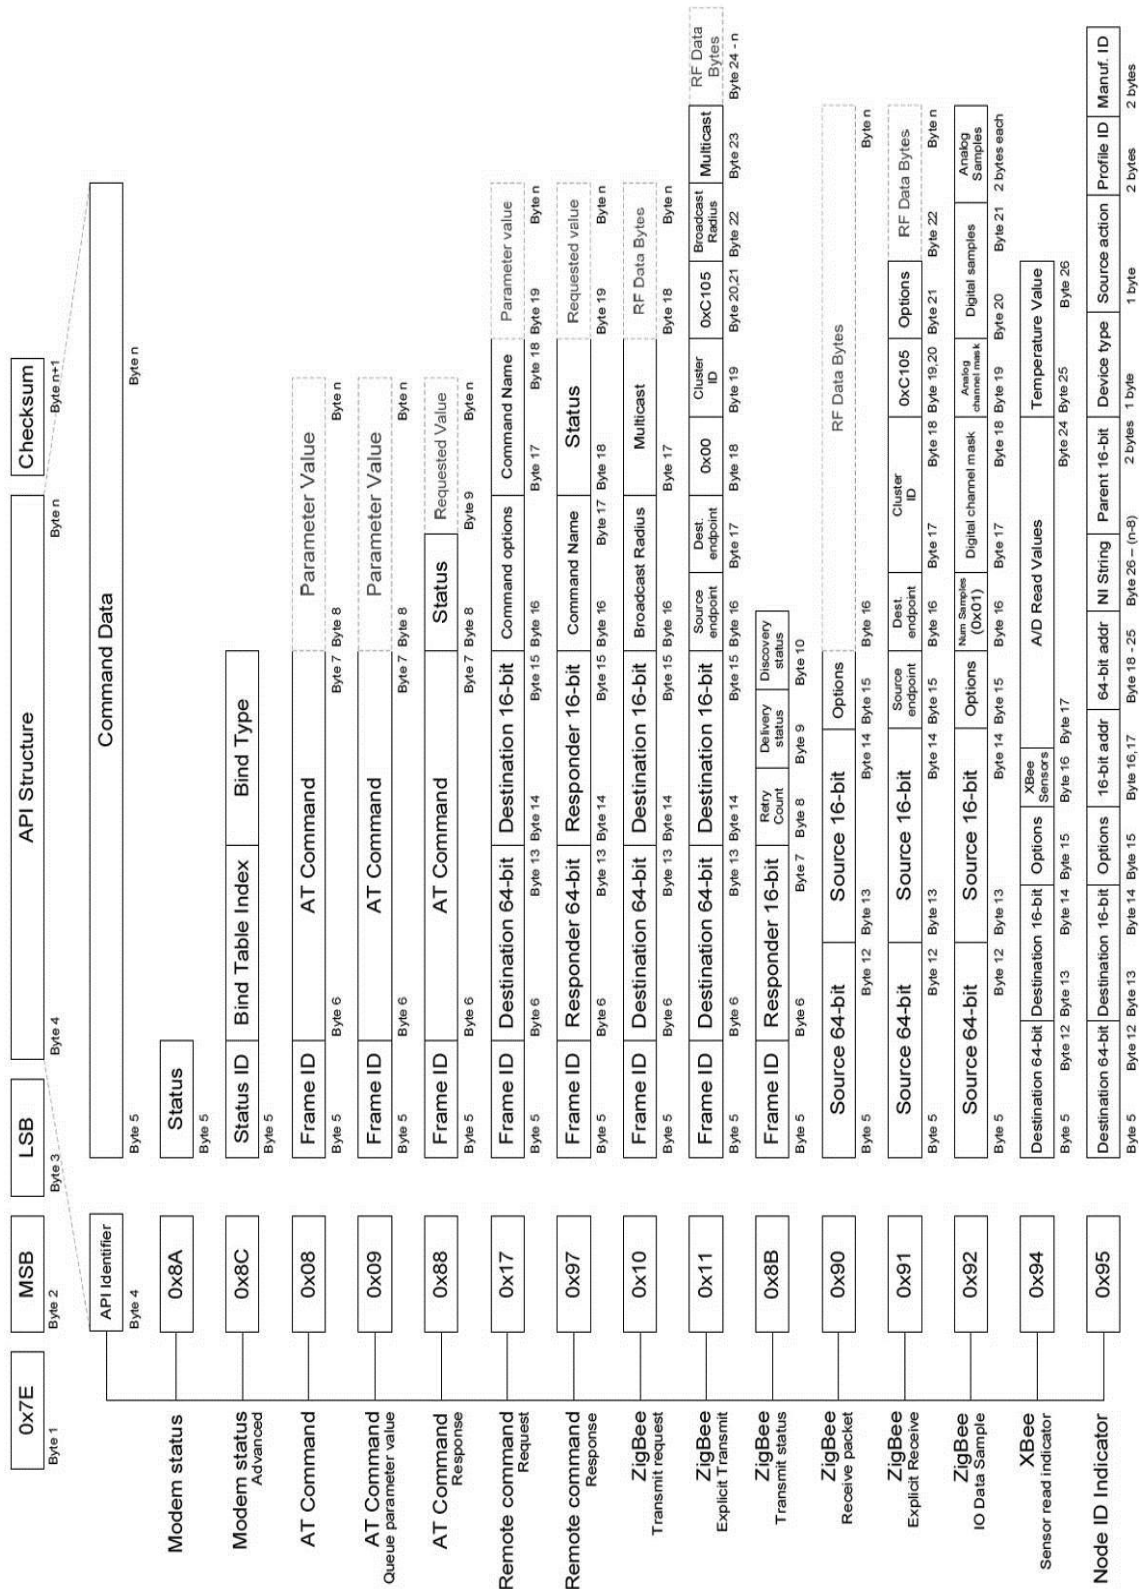 0x7E MSB LSB API Structure Checksum
Byte 1 Byte 2 Byte 3 Byte 4 Byte n Byte n+1
API Identifier Command Data
Byte 4 Byte 5 Byte n
Modem status 0x8A Status
Byte 5
Modem status 0x8C Status ID Bind Table Index Bind Type
Advanced Byte 5
AT Command 0x08 Frame ID AT Command Parameter Value
Byte 5 Byte 6 Byte 7 Byte 8 Byte n
AT Command 0x09 Frame ID AT Command Parameter Value
Queue parameter value Byte 5 Byte 6 Byte 7 Byte 8 Byte n
AT Command 0x88 Frame ID AT Command Status Requested Value
Response Byte 5 Byte 6 Byte 7 Byte 8 Byte 9 Byte n
Remote command 0x17 Frame ID Destination 64-bit Destination 16-bit Command options Command Name Parameter value
Request Byte 5 Byte 6 Byte 13 Byte 14 Byte 15 Byte 16 Byte 17 Byte 18 Byte 19 Byte n
Remote command 0x97 Frame ID Responder 64-bit Responder 16-bit Command Name Status Requested value
Response Byte 5 Byte 6 Byte 13 Byte 14 Byte 15 Byte 16 Byte 17 Byte 18 Byte 19 Byte n
ZigBee 0x10 Frame ID Destination 64-bit Destination 16-bit Broadcast Radius Multicast RF Data Bytes
Transmit request Byte 5 Byte 6 Byte 13 Byte 14 Byte 15 Byte 16 Byte 17 Byte 18 Byte n
ZigBee 0x11 Frame ID Destination 64-bit Destination 16-bit Source endpoint Dest. endpoint 0x00 Cluster ID 0xC105 Broadcast Radius Multicast RF Data Bytes
Explicit Transmit Byte 5 Byte 6 Byte 13 Byte 14 Byte 15 Byte 16 Byte 17 Byte 18 Byte 19 Byte 20,21 Byte 22 Byte 23 Byte 24 - n
ZigBee 0x8B Frame ID Responder 16-bit Retry Count Delivery status Discovery status
Transmit status Byte 5 Byte 6 Byte 7 Byte 8 Byte 9 Byte 10
ZigBee 0x90 Source 64-bit Source 16-bit Options RF Data Bytes
Receive packet Byte 5 Byte 12 Byte 13 Byte 14 Byte 15 Byte 16 Byte n
ZigBee 0x91 Source 64-bit Source 16-bit Source endpoint Dest. endpoint Cluster ID 0xC105 Options RF Data Bytes
Explicit Receive Byte 5 Byte 12 Byte 13 Byte 14 Byte 15 Byte 16 Byte 17 Byte 18 Byte 19,20 Byte 21 Byte 22 Byte n
ZigBee 0x92 Source 64-bit Source 16-bit Options Num Samples (0x01) Digital channel mask Analog channel mask Digital samples Analog Samples
IO Data Sample Byte 5 Byte 12 Byte 13 Byte 14 Byte 15 Byte 16 Byte 17 Byte 18 Byte 19 Byte 20 Byte 21 2 bytes each
XBee 0x94 Destination 64-bit Destination 16-bit Options XBee Sensors A/D Read Values Temperature Value
Sensor read indicator Byte 5 Byte 12 Byte 13 Byte 14 Byte 15 Byte 16 Byte 17 Byte 24 Byte 25 Byte 26
Node ID Indicator 0x95 Destination 64-bit Destination 16-bit Options 16-bit addr 64-bit addr NI String Parent 16-bit Device type Source action Profile ID Manuf. ID
Byte 5 Byte 12 Byte 13 Byte 14 Byte 15 Byte 16,17 Byte 18 - 25 Byte 26 – (n-8) 2 bytes 1 byte 1 byte 2 bytes 2 bytes